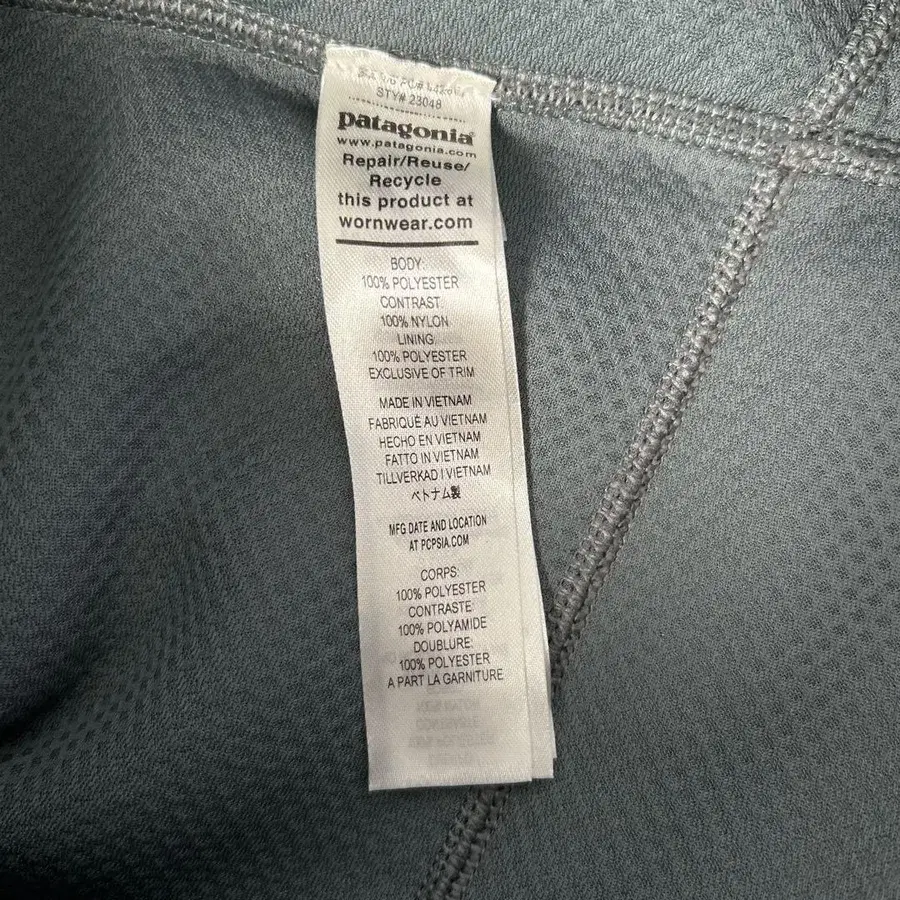 STY# 23048
patagonia®
www.patagonia.com
Repair/Reuse/
Recycle
this product at
wornwear.com
BODY:
100% POLYESTER
CONTRAST:
100% NYLON
LINING:
100% POLYESTER
EXCLUSIVE OF TRIM
MADE IN VIETNAM
FABRIQUÉ AU VIETNAM
HECHO EN VIETNAM
FATTO IN VIETNAM
TILLVERKAD I VIETNAM
ベトナム製
MFG DATE AND LOCATION
AT PCPSIA.COM
CORPS:
100% POLYESTER
CONTRASTE:
100% POLYAMIDE
DOUBLURE:
100% POLYESTER
A PART LA GARNITURE